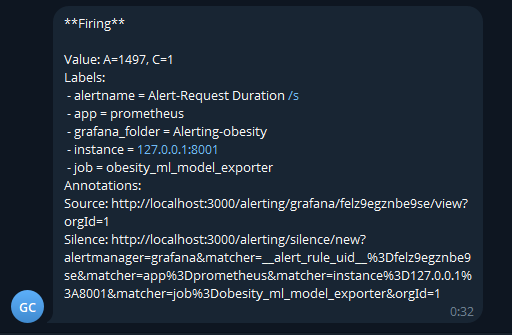 **Firing**
Value: A=1497, C=1
Labels:
- alertname = Alert-Request Duration /s
- app = prometheus
- grafana_folder = Alerting-obesity
- instance = 127.0.0.1:8001
- job = obesity_ml_model_exporter
Annotations:
Source: http://localhost:3000/alerting/grafana/felz9egznbe9se/view?
orgId=1
Silence: http://localhost:3000/alerting/silence/new?
alertmanager=grafana&matcher=__alert_rule_uid__%3Dfelz9egznbe9
se&matcher=app%3Dprometheus&matcher=instance%3D127.0.0.1%
3A8001&matcher=job%3Dobesity_ml_model_exporter&orgId=1
GC
0:32